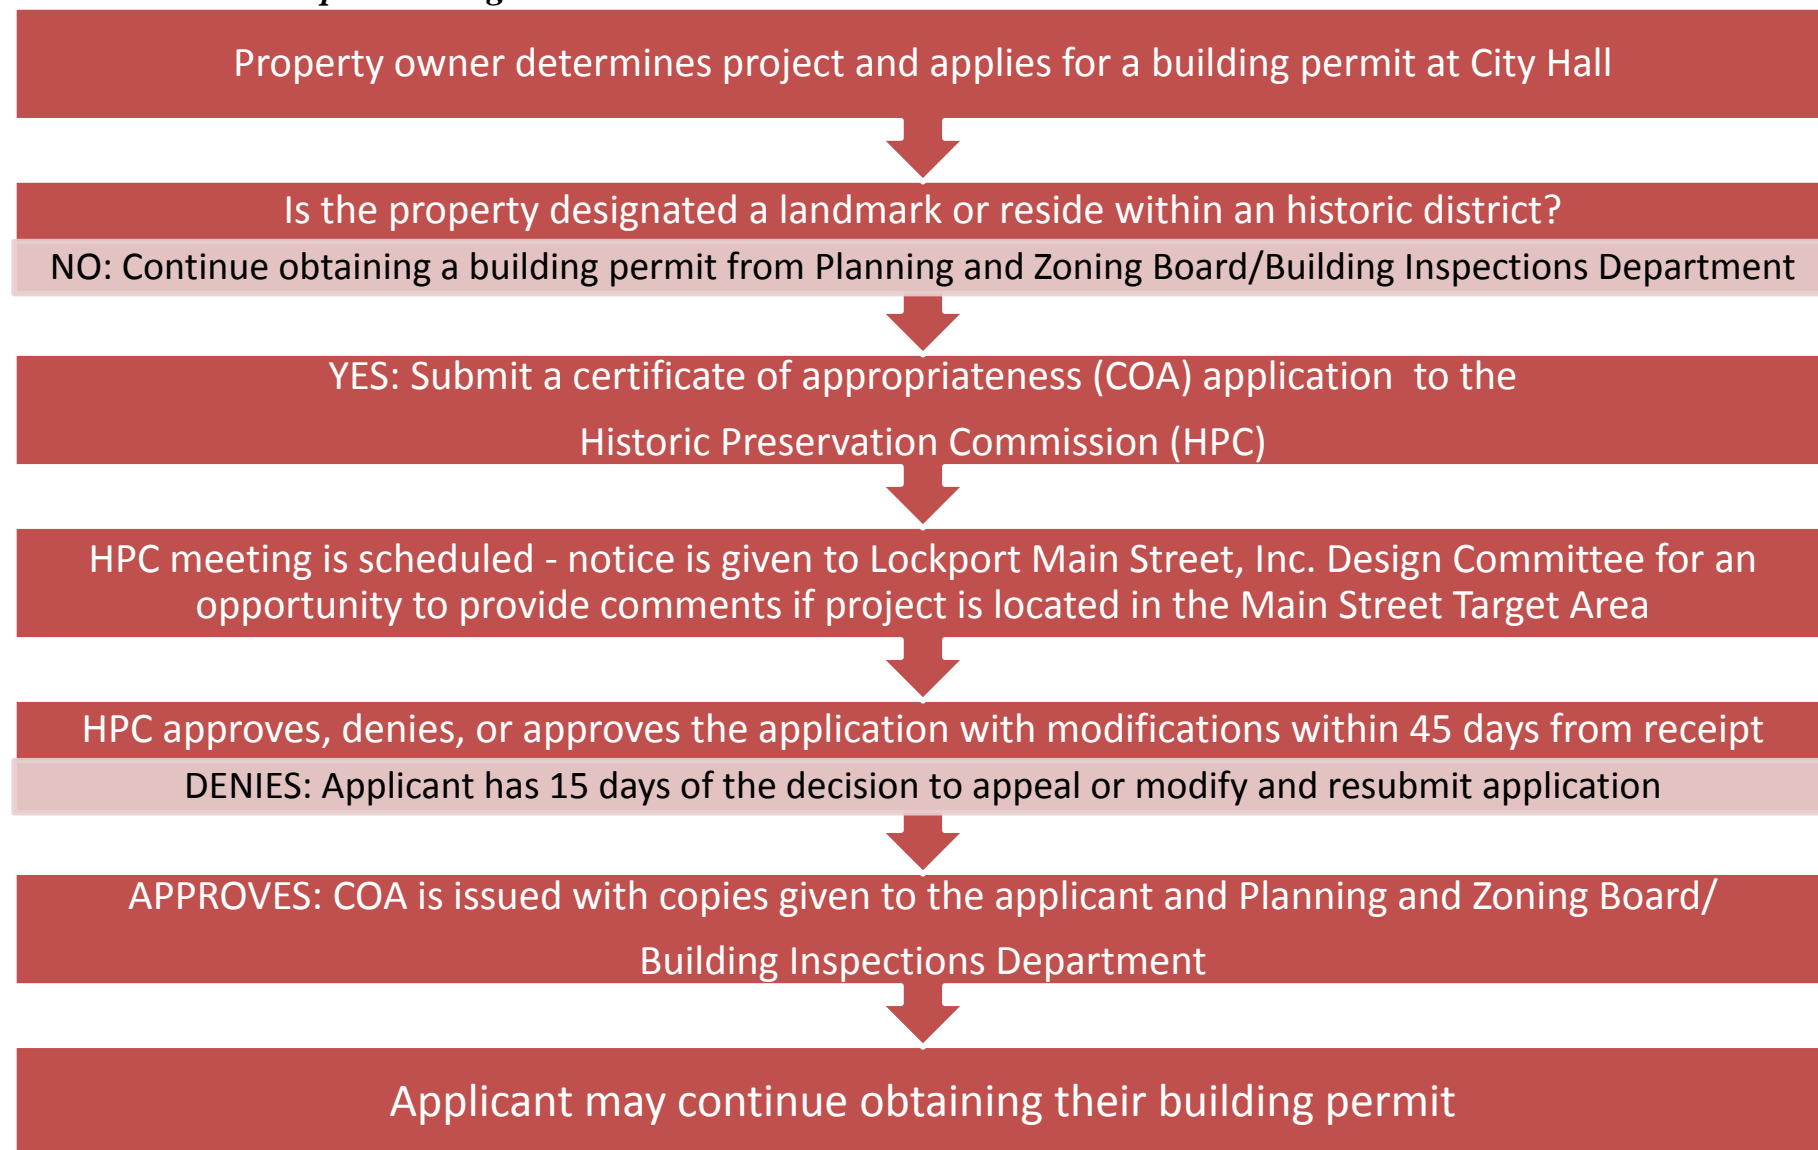 Property owner determines project and applies for a building permit at City Hall
Is the property designated a landmark or reside within an historic district?
NO: Continue obtaining a building permit from Planning and Zoning Board/Building Inspections Department
YES: Submit a certificate of appropriateness (COA) application  to the
Historic Preservation Commission (HPC)
HPC meeting is scheduled - notice is given to Lockport Main Street, Inc. Design Committee for an
opportunity to provide comments if project is located in the Main Street Target Area
HPC approves, denies, or approves the application with modifications within 45 days from receipt
DENIES: Applicant has 15 days of the decision to appeal or modify and resubmit application
APPROVES: COA is issued with copies given to the applicant and Planning and Zoning Board/
Building Inspections Department
Applicant may continue obtaining their building permit